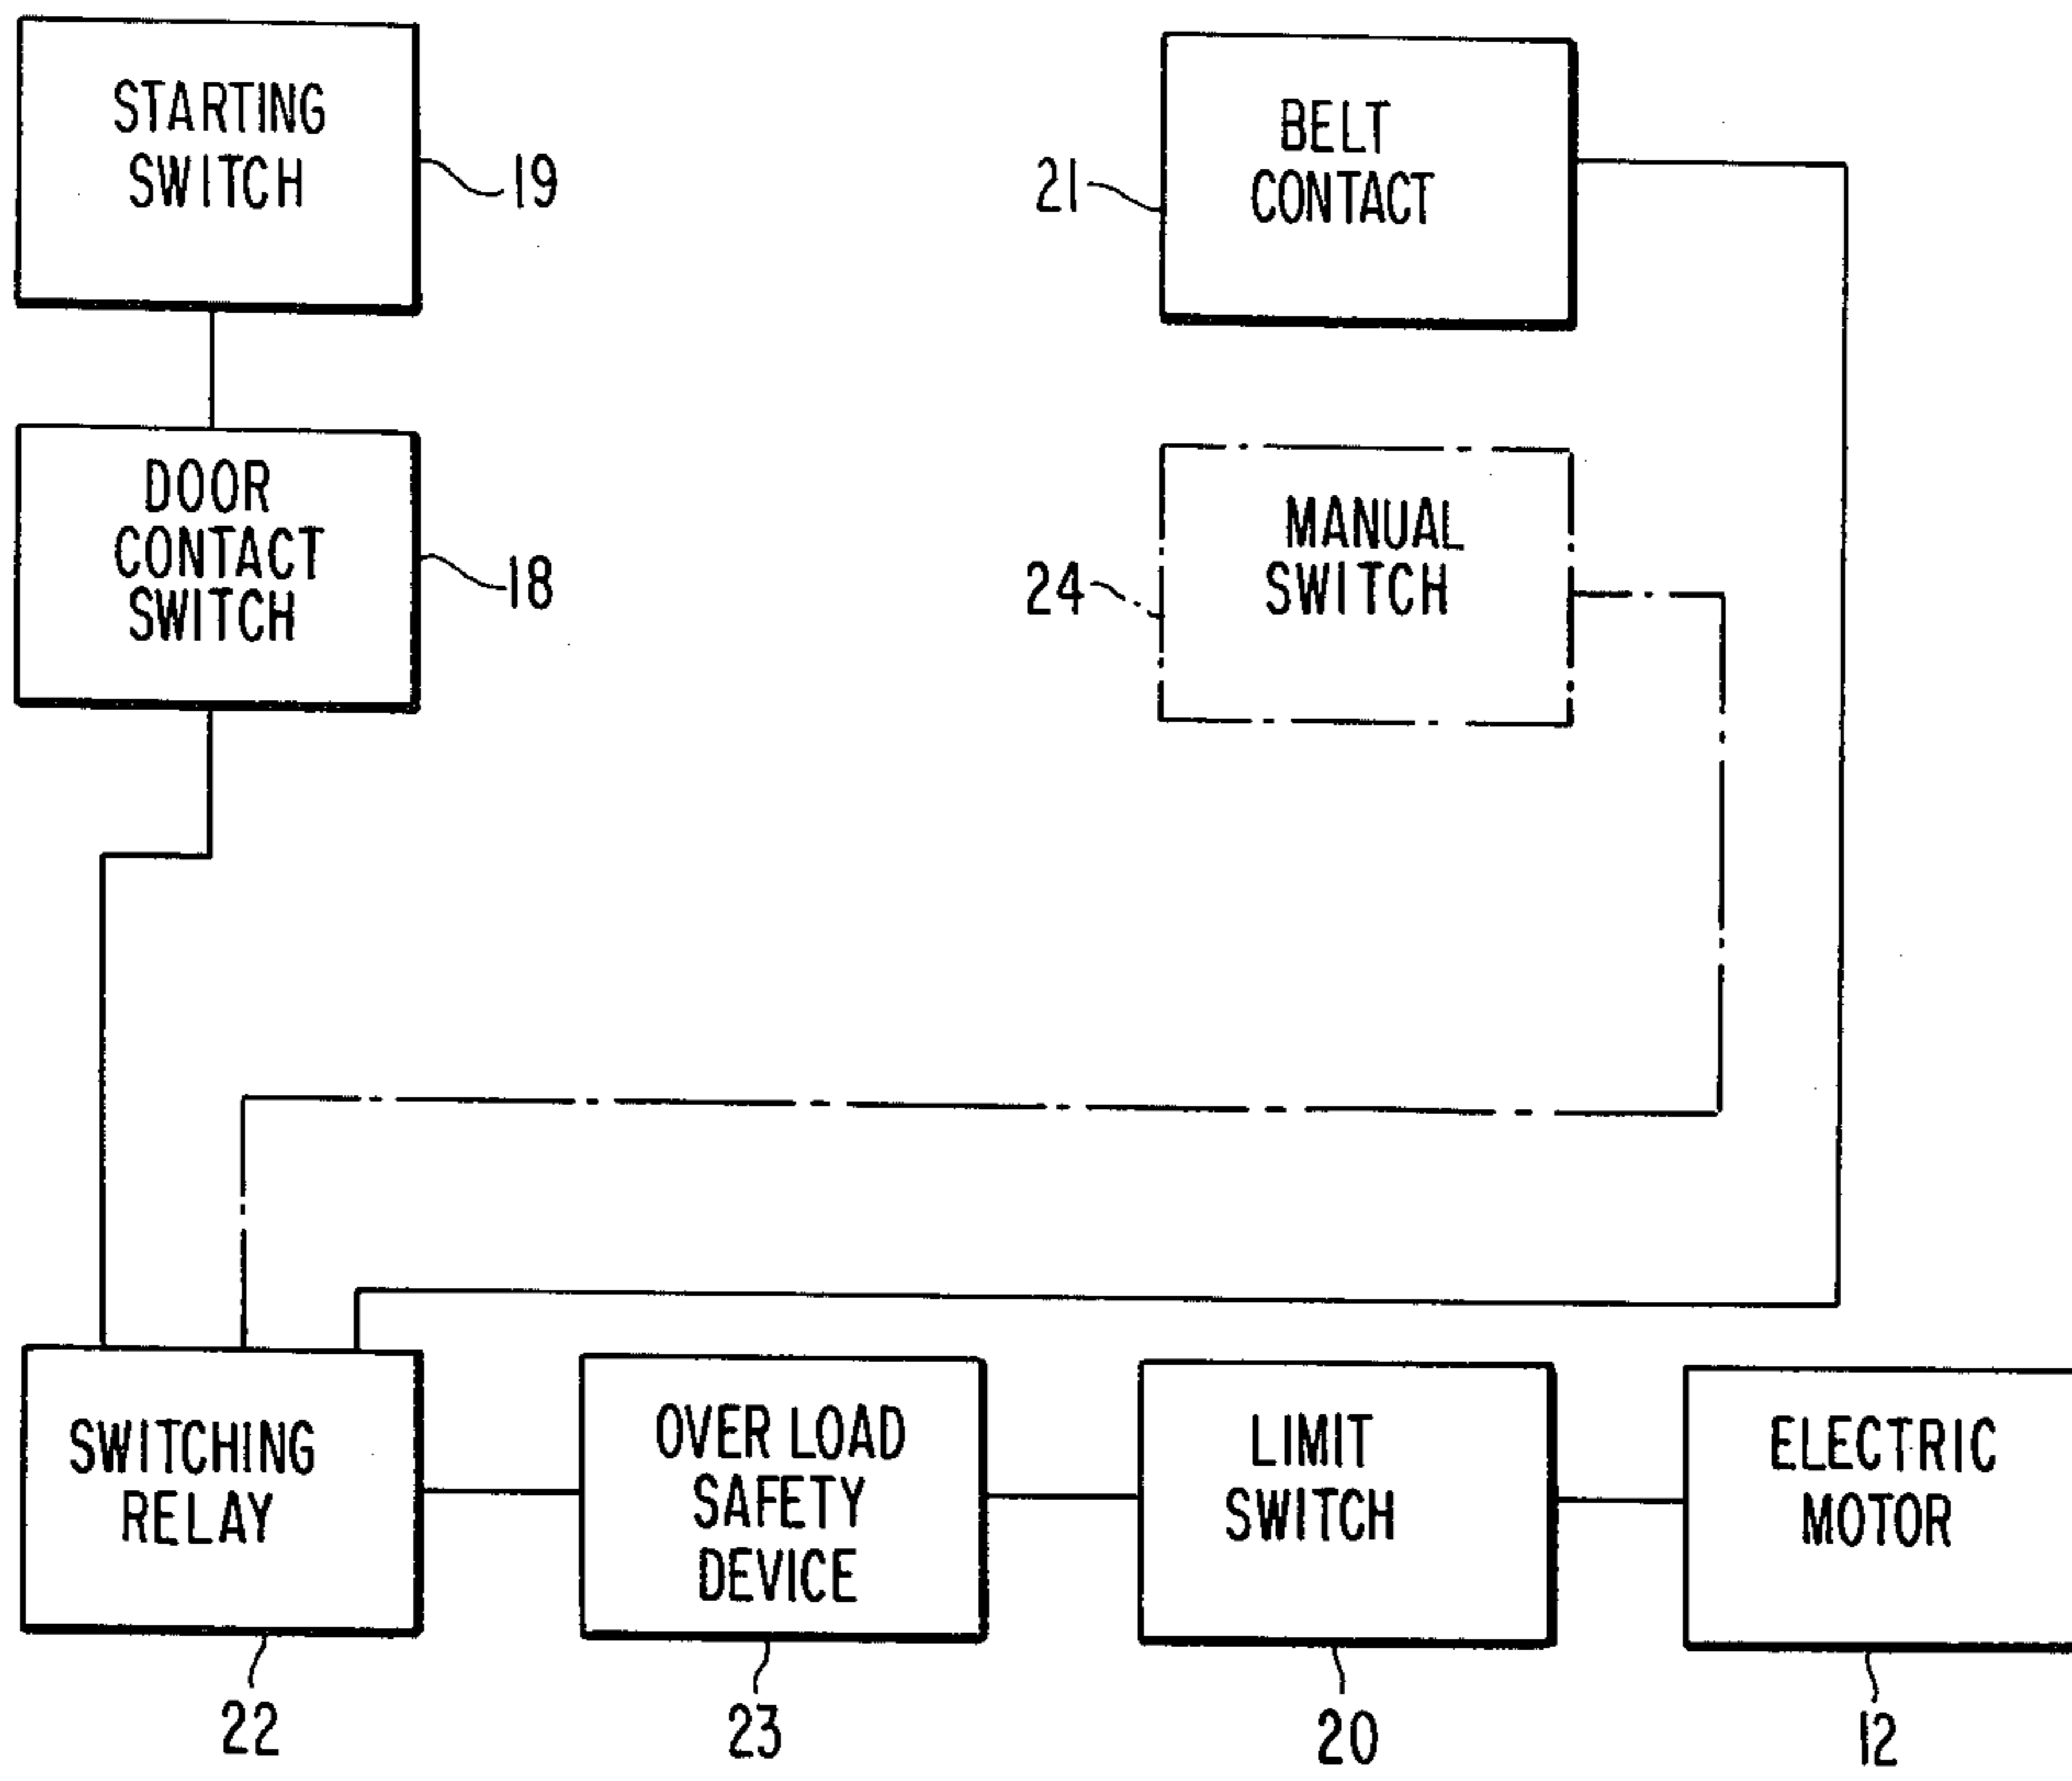 STARTING
SWITCH
19
BELT
CONTACT
21
DOOR
CONTACT
SWITCH
18
MANUAL
SWITCH
24
SWITCHING
RELAY
22
OVER LOAD
SAFETY
DEVICE
23
LIMIT
SWITCH
20
ELECTRIC
MOTOR
12